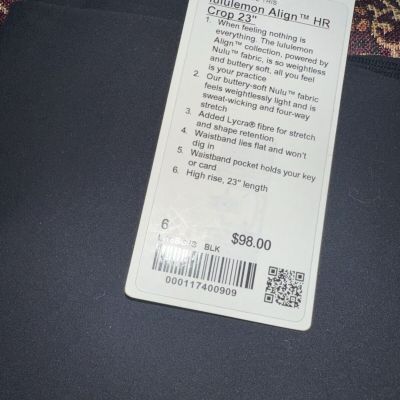 lululemon Align™ HR
Crop 23"
1. When feeling nothing is
everything. The lululemon
Align™ collection, powered by
Nulu™ fabric, is so weightless
and buttery soft, all you feel
is your practice
2. Our buttery-soft Nulu™ fabric
feels weightlessly light and is
sweat-wicking and four-way
stretch
3. Added Lycra® fibre for stretch
and shape retention
4. Waistband lies flat and won't
dig in
5. Waistband pocket holds your key
or card
6. High rise, 23" length
6
BLK $98.00
000117400909